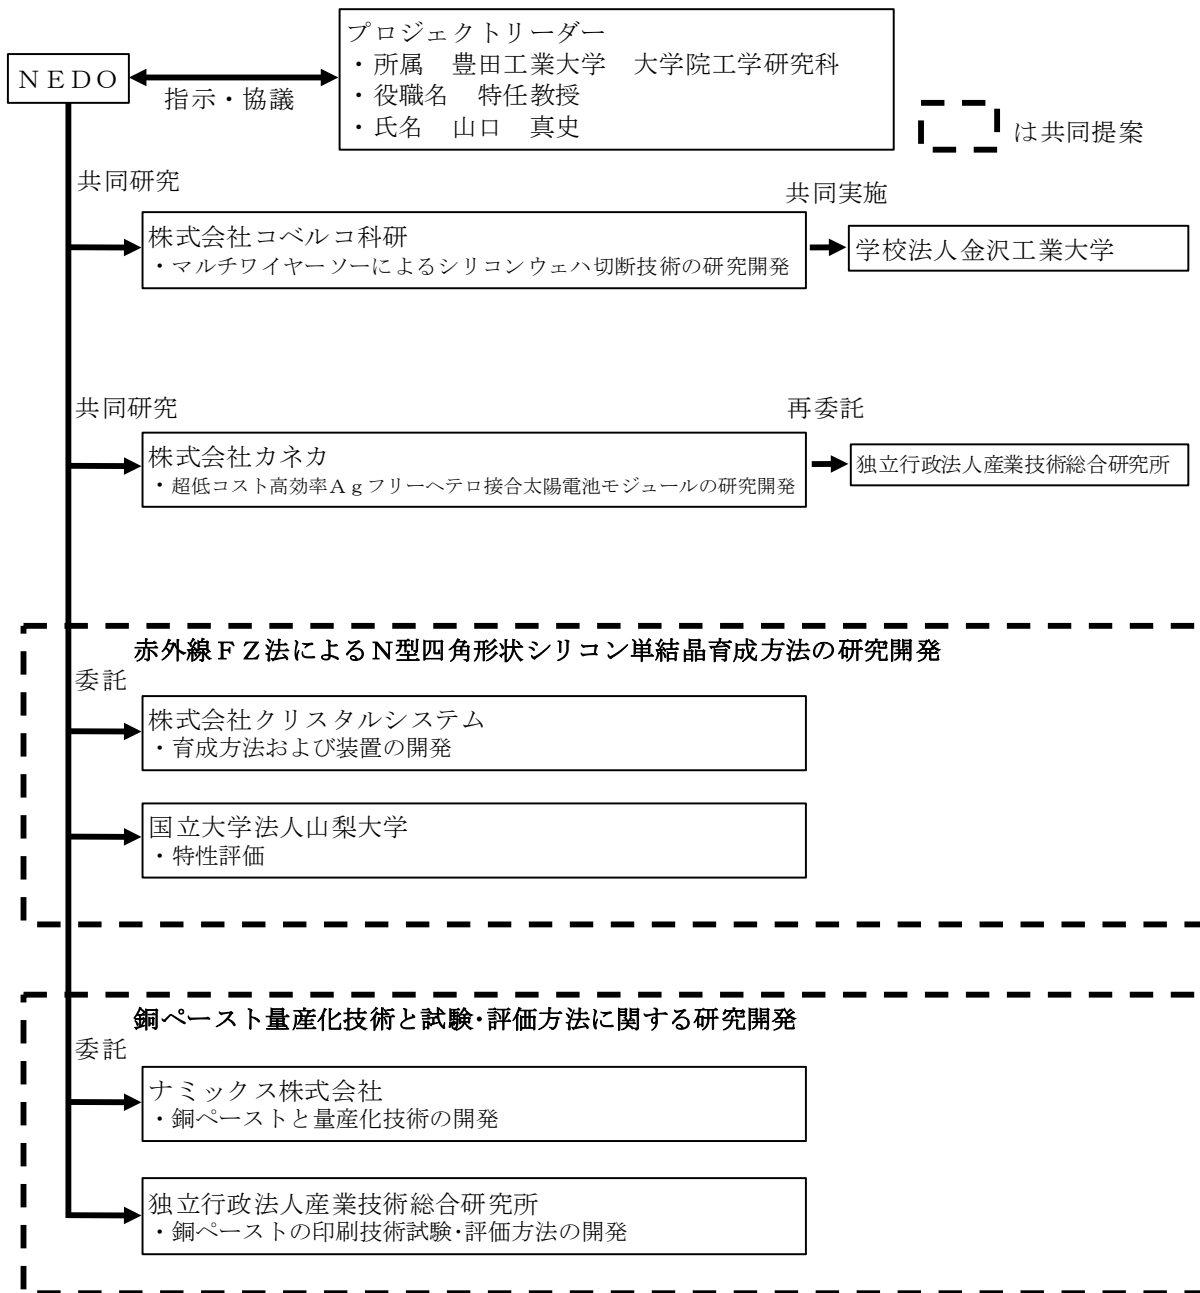 プロジェクトリーダー
・所属　豊田工業大学　大学院工学研究科
・役職名　特任教授
・氏名　山口　真史
ＮＥＤＯ
指示・協議
は共同提案
共同研究
共同実施
株式会社コベルコ科研
・マルチワイヤーソーによるシリコンウェハ切断技術の研究開発
学校法人金沢工業大学
共同研究
再委託
株式会社カネカ
・超低コスト高効率Ａｇフリーヘテロ接合太陽電池モジュールの研究開発
独立行政法人産業技術総合研究所
赤外線ＦＺ法によるＮ型四角形状シリコン単結晶育成方法の研究開発
委託
株式会社クリスタルシステム
・育成方法および装置の開発
国立大学法人山梨大学
・特性評価
銅ペースト量産化技術と試験・評価方法に関する研究開発
委託
ナミックス株式会社
・銅ペーストと量産化技術の開発
独立行政法人産業技術総合研究所
・銅ペーストの印刷技術試験・評価方法の開発